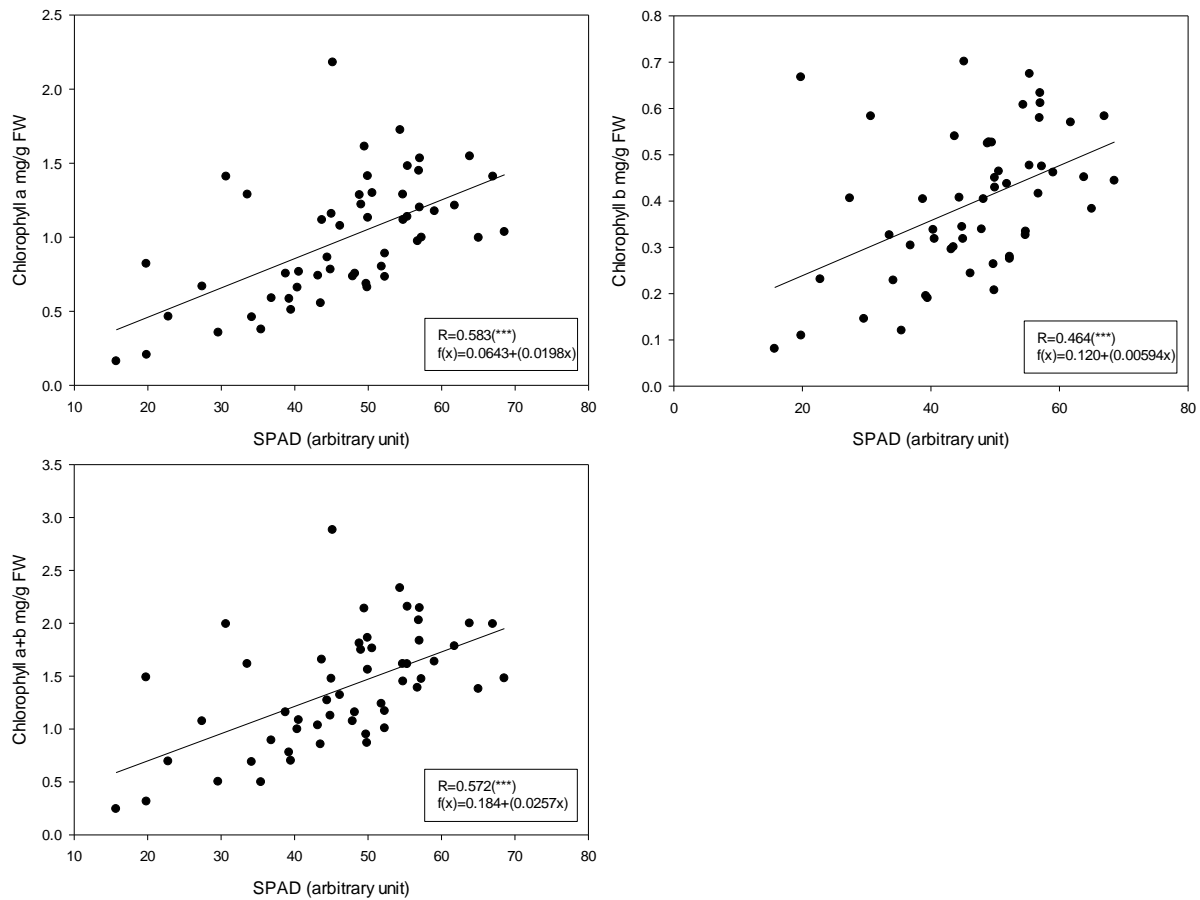 2.5
2.0
1.5
1.0
0.5
0.0
Chlorophyll a mg/g FW
R=0.583(***)
f(x)=0.0643+(0.0198x)
10 20 30 40 50 60 70 80
SPAD (arbitrary unit)
0.8
0.7
0.6
0.5
0.4
0.3
0.2
0.1
0.0
Chlorophyll b mg/g FW
R=0.464(***)
f(x)=0.120+(0.00594x)
0 20 40 60 80
SPAD (arbitrary unit)
3.5
3.0
2.5
2.0
1.5
1.0
0.5
0.0
Chlorophyll a+b mg/g FW
R=0.572(***)
f(x)=0.184+(0.0257x)
10 20 30 40 50 60 70 80
SPAD (arbitrary unit)